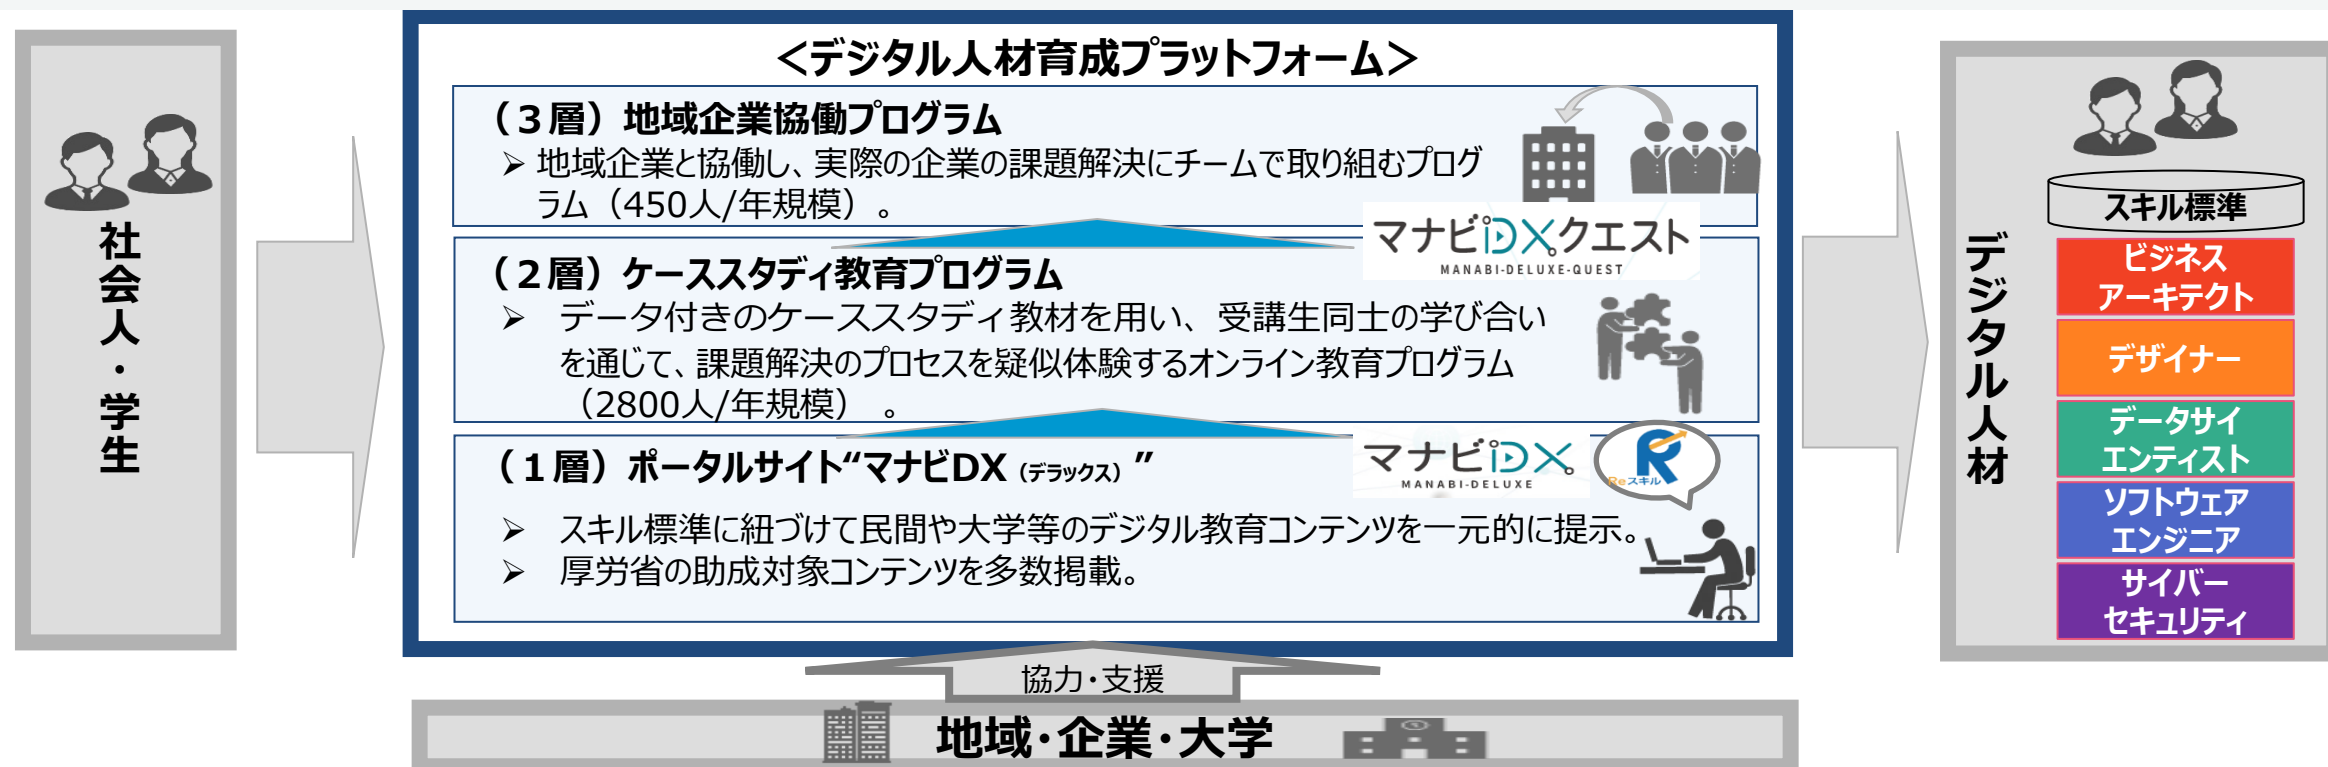 社会人・学生
＜デジタル人材育成プラットフォーム＞
（３層）地域企業協働プログラム
➢ 地域企業と協働し、実際の企業の課題解決にチームで取り組むプログ
ラム（450人/年規模）。
マナビDXクエスト
MANABI-DELUXE-QUEST
（２層）ケーススタディ教育プログラム
➢ データ付きのケーススタディ教材を用い、受講生同士の学び合い
を通じて、課題解決のプロセスを疑似体験するオンライン教育プログラム
（2800人/年規模）。
（１層）ポータルサイト“マナビDX（デラックス）”
マナビDX
MANABI-DELUXE
Reスキル
➢ スキル標準に紐づけて民間や大学等のデジタル教育コンテンツを一元的に提示。
➢ 厚労省の助成対象コンテンツを多数掲載。
協力・支援
地域・企業・大学
デジタル人材
スキル標準
ビジネス
アーキテクト
デザイナー
データサイ
エンティスト
ソフトウェア
エンジニア
サイバー
セキュリティ